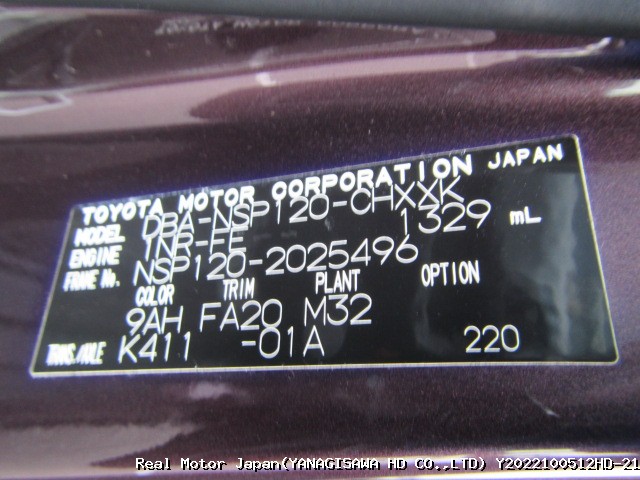 TOYOTA MOTOR CORPORATION JAPAN
MODEL DBA-NSP120-CHXXK
ENGINE 1NR-FE 1329 mL
FRAME No. NSP120-2025496
COLOR TRIM PLANT OPTION
9AH FA20 M32
TRANS./AXLE K411 -01A 220
Real Motor Japan(YANAGISAWA HD CO.,LTD) Y2022100512HD-21